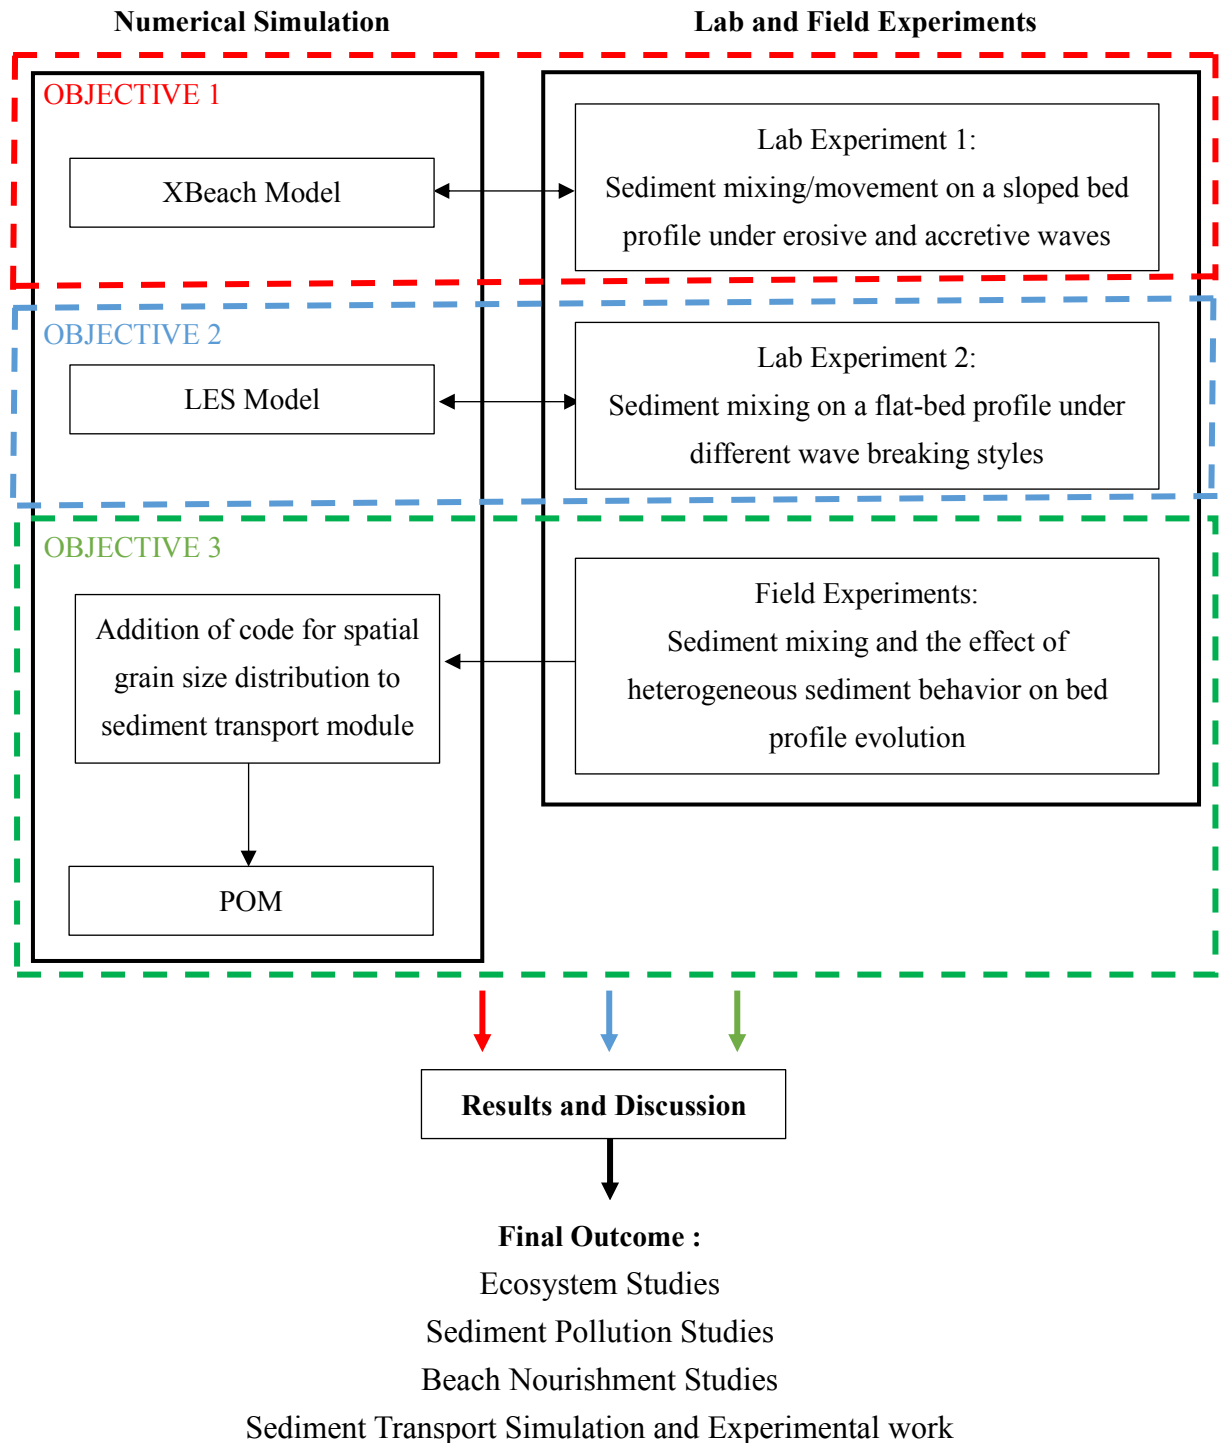 Numerical Simulation
Lab and Field Experiments
OBJECTIVE 1
XBeach Model
Lab Experiment 1:
Sediment mixing/movement on a sloped bed
profile under erosive and accretive waves
OBJECTIVE 2
LES Model
Lab Experiment 2:
Sediment mixing on a flat-bed profile under
different wave breaking styles
OBJECTIVE 3
Addition of code for spatial
grain size distribution to
sediment transport module
Field Experiments:
Sediment mixing and the effect of
heterogeneous sediment behavior on bed
profile evolution
POM
Results and Discussion
Final Outcome :
Ecosystem Studies
Sediment Pollution Studies
Beach Nourishment Studies
Sediment Transport Simulation and Experimental work